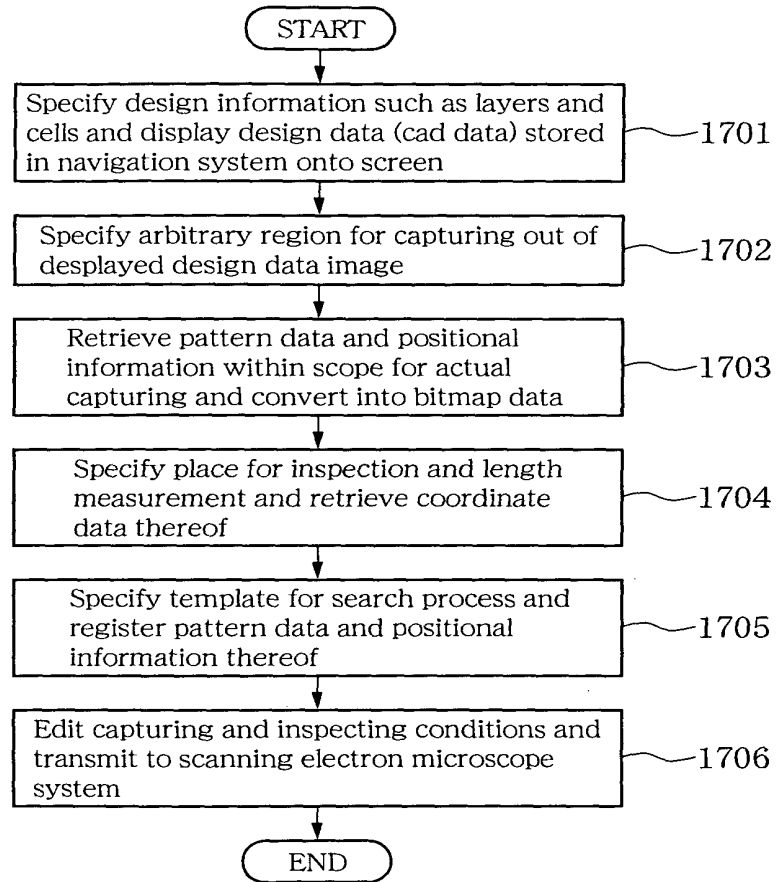 START
Specify design information such as layers and
cells and display design data (cad data) stored
in navigation system onto screen
1701
Specify arbitrary region for capturing out of
desplayed design data image
1702
Retrieve pattern data and positional
information within scope for actual
capturing and convert into bitmap data
1703
Specify place for inspection and length
measurement and retrieve coordinate
data thereof
1704
Specify template for search process and
register pattern data and positional
information thereof
1705
Edit capturing and inspecting conditions and
transmit to scanning electron microscope
system
1706
END